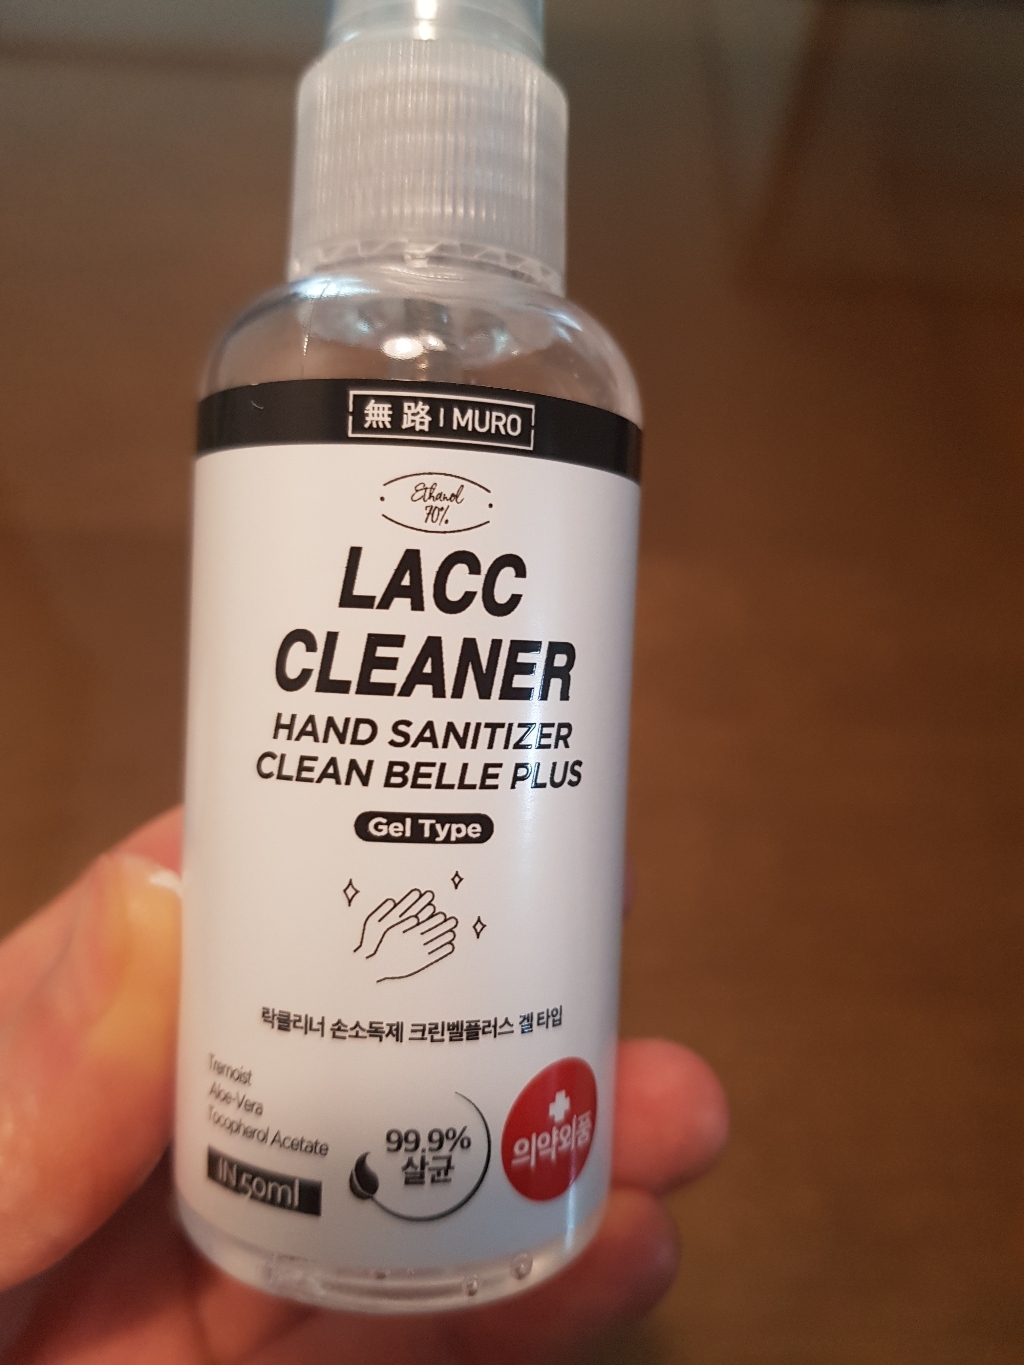 無路 | MURO
Ethanol
70%
LACC
CLEANER
HAND SANITIZER
CLEAN BELLE PLUS
Gel Type
락클리너 손소독제 크린벨플러스 겔 타입
Tremoist
Aloe-Vera
Tocopherol Acetate
IN 50ml
99.9%
살균
의약외품